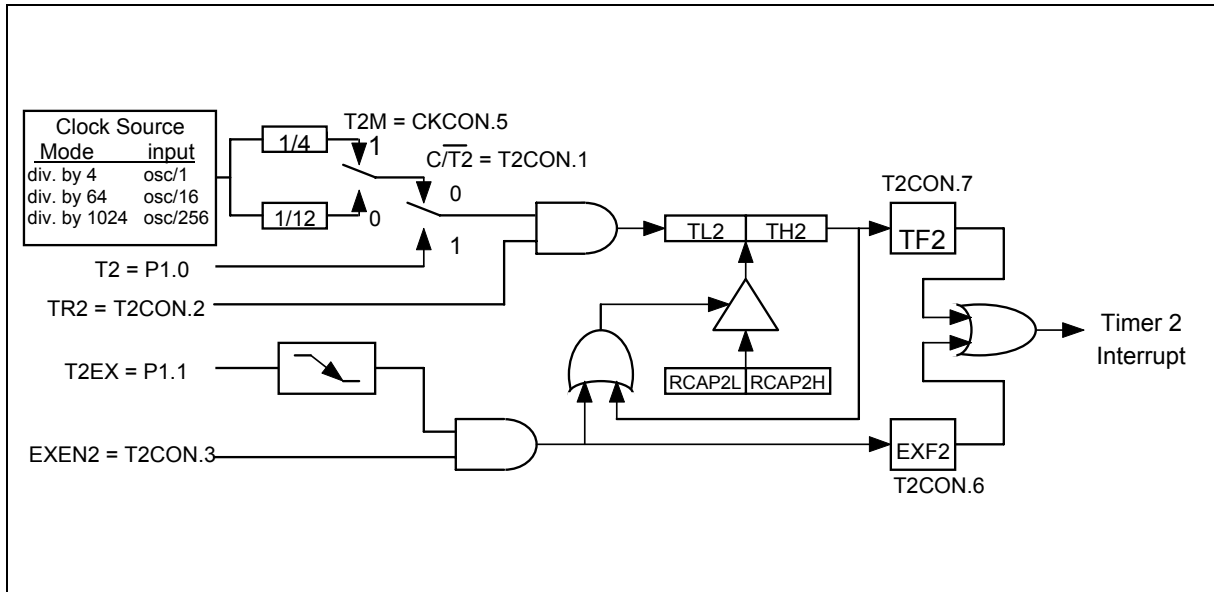 Clock Source
Mode input
div. by 4 osc/1
div. by 64 osc/16
div. by 1024 osc/256
1/4
1/12
T2M = CKCON.5
1
0
C/T2 = T2CON.1
0
1
T2 = P1.0
TR2 = T2CON.2
T2EX = P1.1
EXEN2 = T2CON.3
TL2 TH2
RCAP2L RCAP2H
T2CON.7
TF2
EXF2
T2CON.6
Timer 2
Interrupt